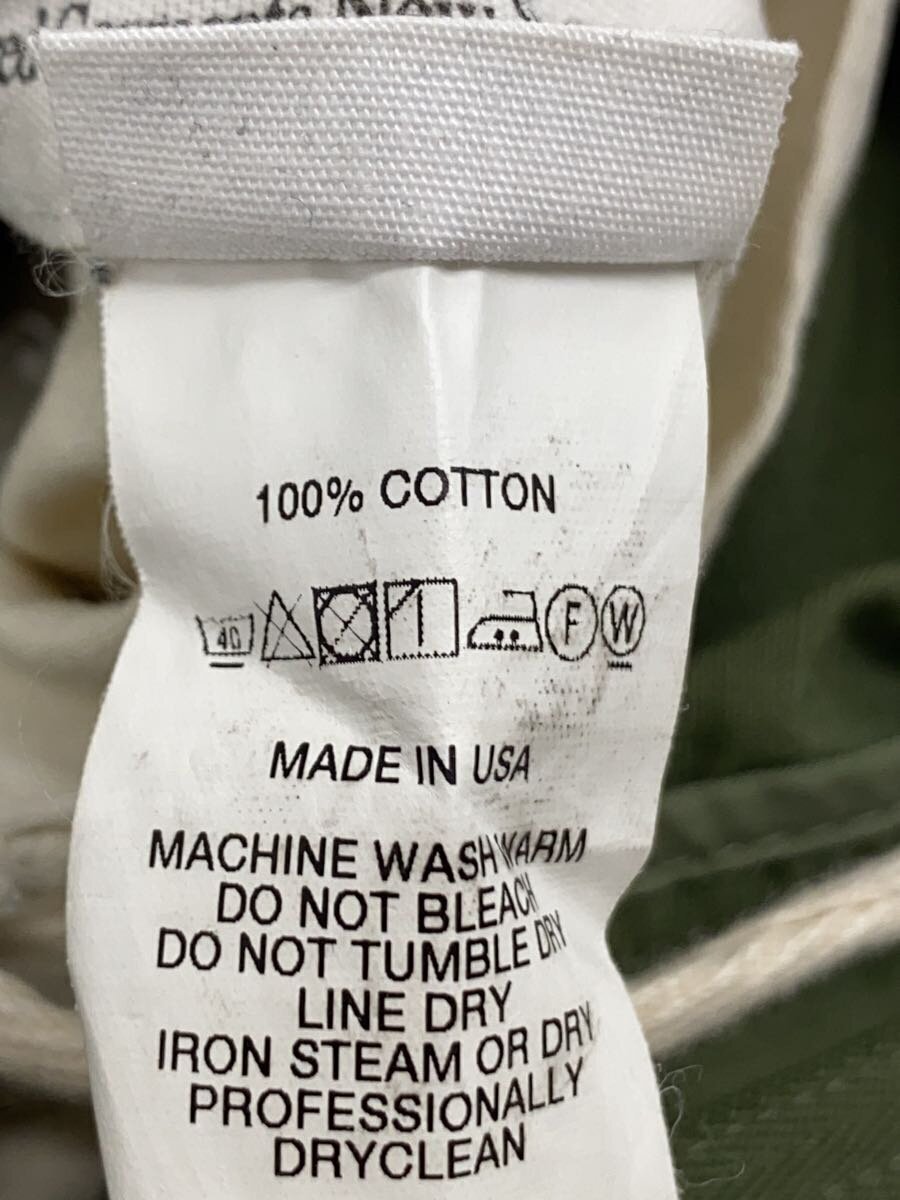 100% COTTON
40 F W
MADE IN USA
MACHINE WASH WARM
DO NOT BLEACH
DO NOT TUMBLE DRY
LINE DRY
IRON STEAM OR DRY
PROFESSIONALLY
DRYCLEAN